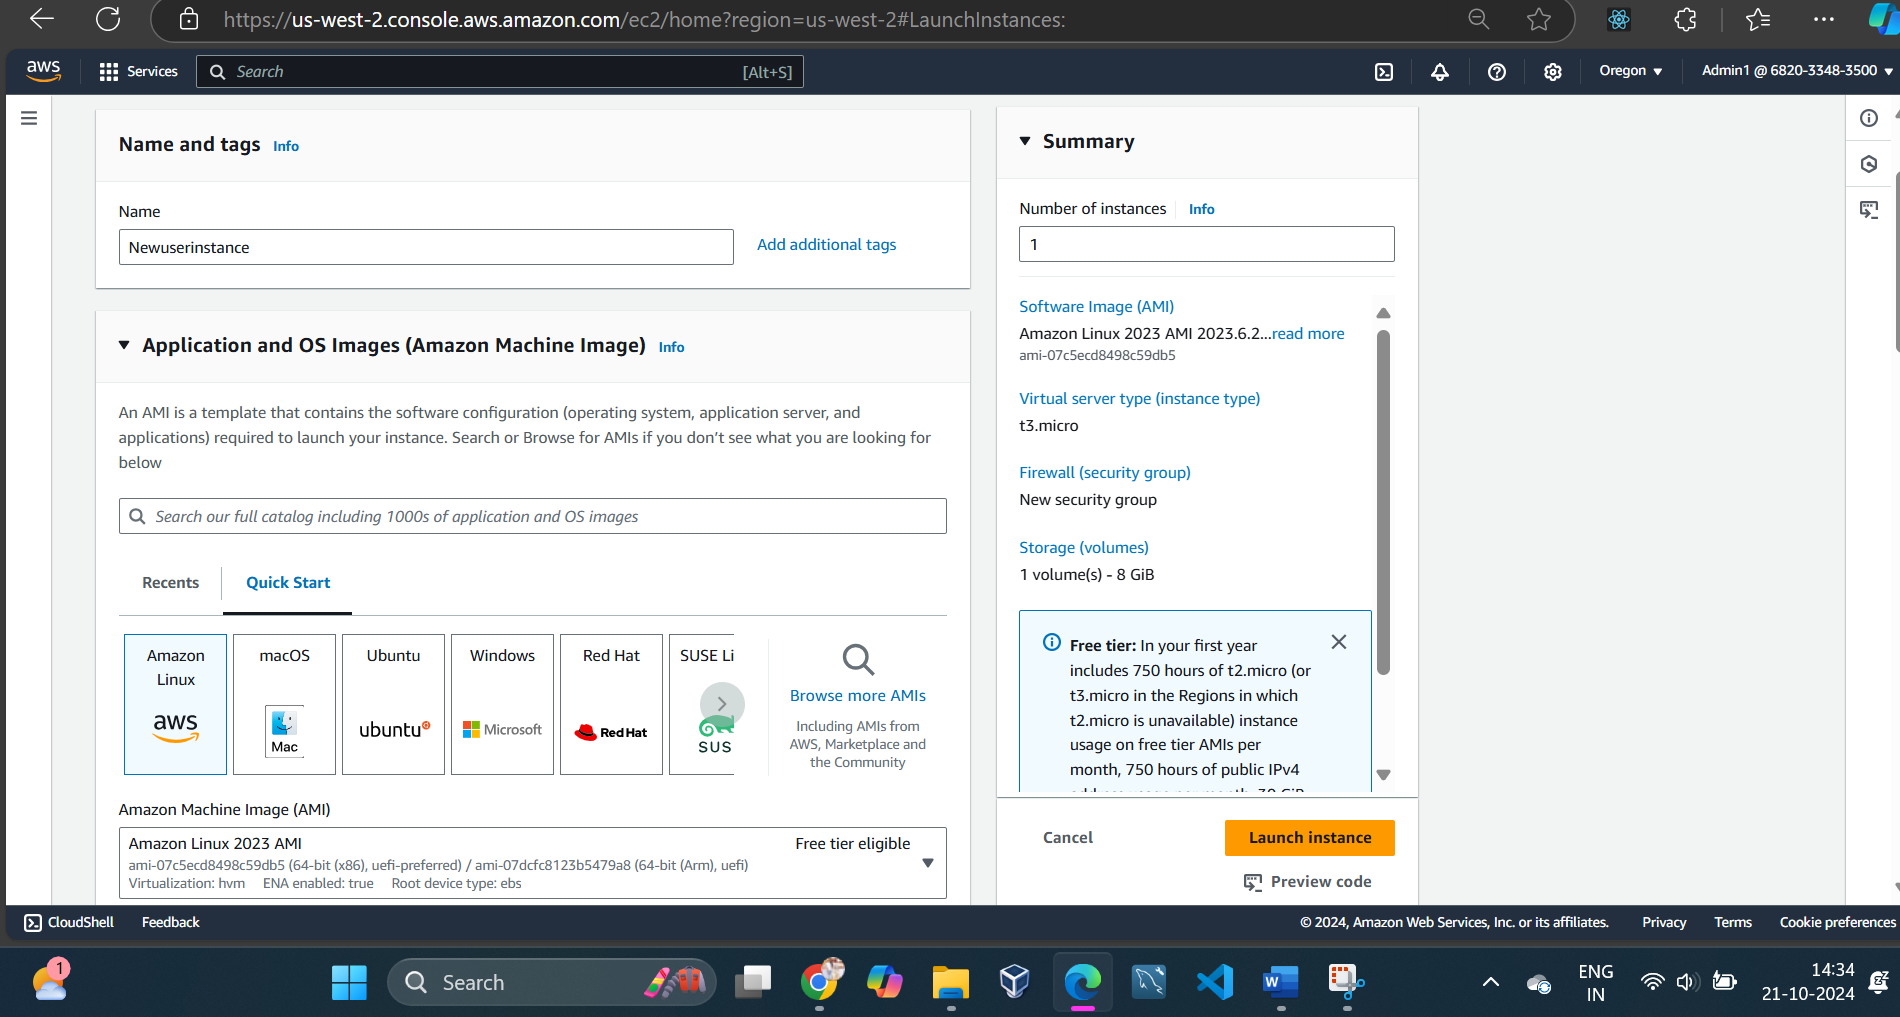 https://us-west-2.console.aws.amazon.com/ec2/home?region=us-west-2#LaunchInstances:
aws
Services
Search
[Alt+S]
Oregon
Admin1 @ 6820-3348-3500
Name and tags Info
Name
Newuserinstance
Add additional tags
Application and OS Images (Amazon Machine Image) Info
An AMI is a template that contains the software configuration (operating system, application server, and
applications) required to launch your instance. Search or Browse for AMIs if you don’t see what you are looking for
below
Search our full catalog including 1000s of application and OS images
Recents
Quick Start
Amazon
Linux
aws
macOS
Mac
Ubuntu
ubuntu
Windows
Microsoft
Red Hat
Red Hat
SUSE Li
SUS
Browse more AMIs
Including AMIs from
AWS, Marketplace and
the Community
Amazon Machine Image (AMI)
Amazon Linux 2023 AMI
Free tier eligible
ami-07c5ecd8498c59db5 (64-bit (x86), uefi-preferred) / ami-07dcfc8123b5479a8 (64-bit (Arm), uefi)
Virtualization: hvm ENA enabled: true Root device type: ebs
Summary
Number of instances Info
1
Software Image (AMI)
Amazon Linux 2023 AMI 2023.6.2...read more
ami-07c5ecd8498c59db5
Virtual server type (instance type)
t3.micro
Firewall (security group)
New security group
Storage (volumes)
1 volume(s) - 8 GiB
Free tier: In your first year
includes 750 hours of t2.micro (or
t3.micro in the Regions in which
t2.micro is unavailable) instance
usage on free tier AMIs per
month, 750 hours of public IPv4
Cancel
Launch instance
Preview code
CloudShell
Feedback
© 2024, Amazon Web Services, Inc. or its affiliates.
Privacy
Terms
Cookie preferences
1
Search
W
ENG
IN
14:34
21-10-2024